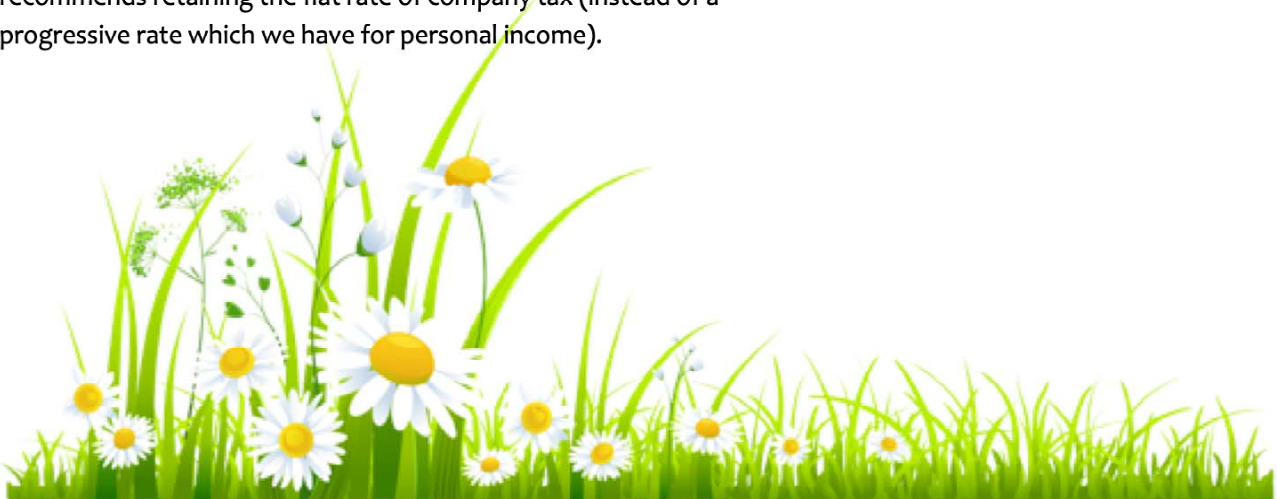 recommends retaining the flat rate of company tax (instead of a
progressive rate which we have for personal income).